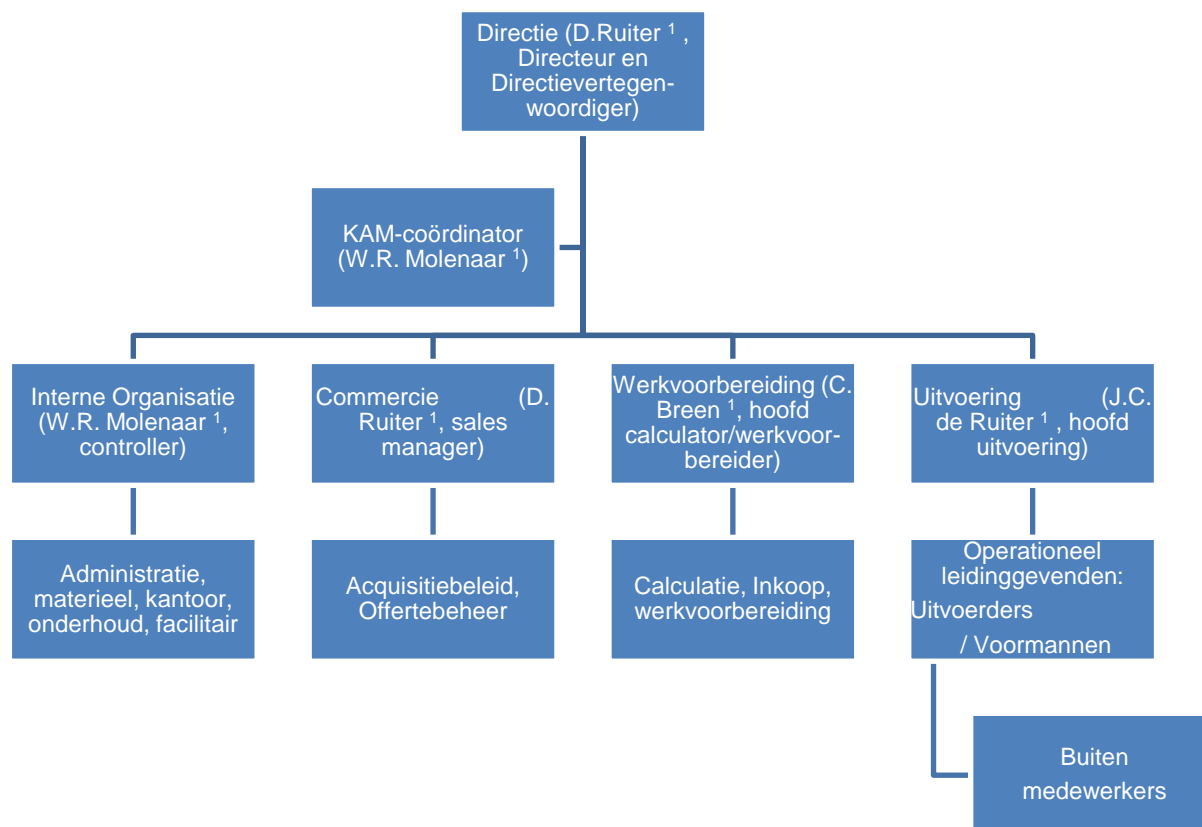 Directie (D.Ruiter ¹ ,
Directeur en
Directievertegen-
woordiger)
KAM-coördinator
(W.R. Molenaar ¹)
Interne Organisatie
(W.R. Molenaar ¹,
controller)
Commercie (D.
Ruiter ¹, sales
manager)
Werkvoorbereiding (C.
Breen ¹, hoofd
calculator/werkvoor-
bereider)
Uitvoering (J.C.
de Ruiter ¹ , hoofd
uitvoering)
Administratie,
materieel, kantoor,
onderhoud, facilitair
Acquisitiebeleid,
Offertebeheer
Calculatie, Inkoop,
werkvoorbereiding
Operationeel
leidinggevenden:
Uitvoerders
/ Voormannen
Buiten
medewerkers